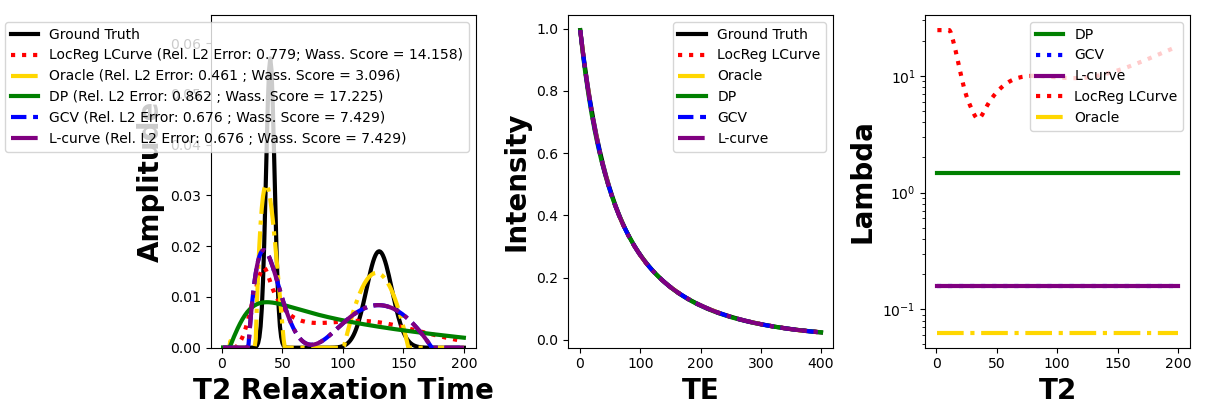 Ground Truth
LocReg LCurve (Rel. L2 Error: 0.779; Wass. Score = 14.158)
Oracle (Rel. L2 Error: 0.461 ; Wass. Score = 3.096)
DP (Rel. L2 Error: 0.862 ; Wass. Score = 17.225)
GCV (Rel. L2 Error: 0.676 ; Wass. Score = 7.429)
L-curve (Rel. L2 Error: 0.676 ; Wass. Score = 7.429)
Amplitude
0.06
0.05
0.04
0.03
0.02
0.01
0.00
0 50 100 150 200
T2 Relaxation Time
Ground Truth
LocReg LCurve
Oracle
DP
GCV
L-curve
Intensity
1.0
0.8
0.6
0.4
0.2
0.0
0 100 200 300 400
TE
DP
GCV
L-curve
LocReg LCurve
Oracle
Lambda
10¹
10⁰
10⁻¹
0 50 100 150 200
T2